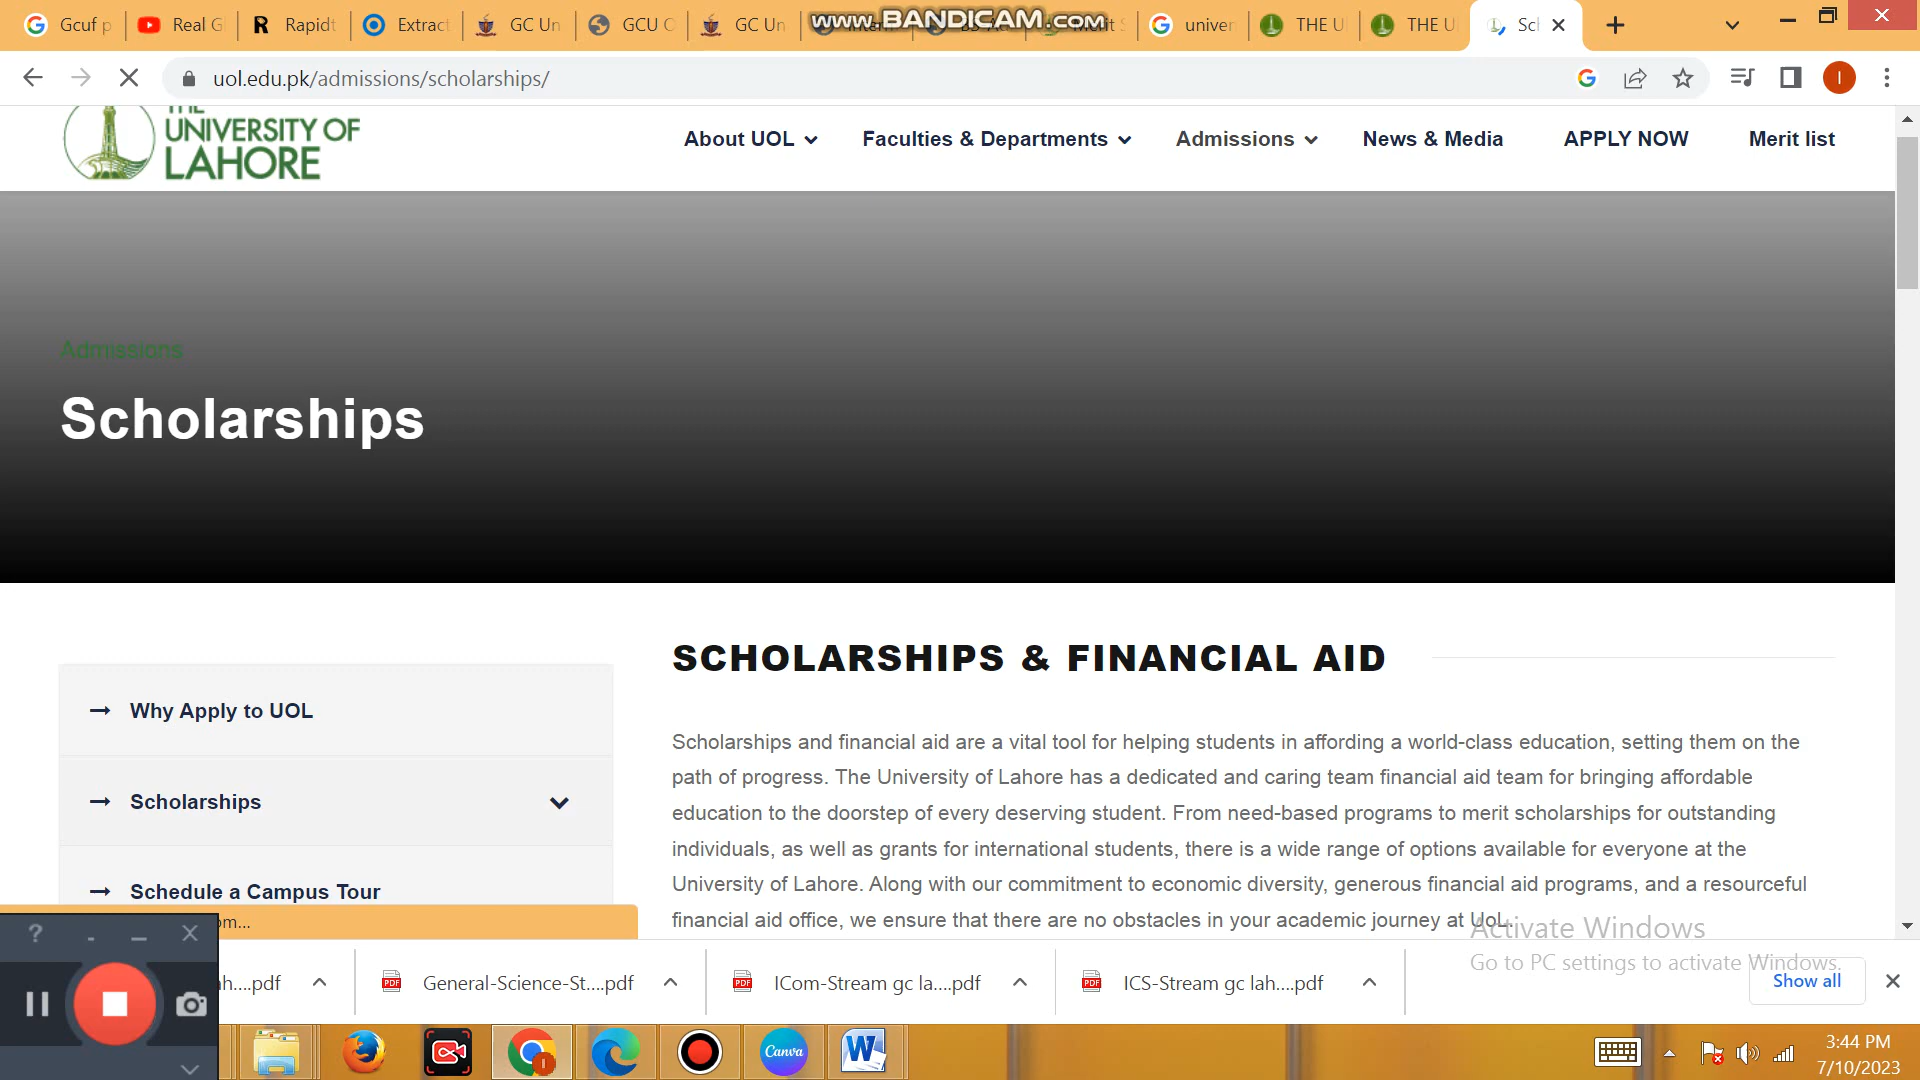 Gcuf p
Real G
Rapidt
Extrac
GC Un
GCU O
GC Un
www.BANDICAM.com
univer
THE U
THE U
Scl
uol.edu.pk/admissions/scholarships/
I
THE
UNIVERSITY OF
LAHORE
About UOL
Faculties & Departments
Admissions
News & Media
APPLY NOW
Merit list
Admissions
Scholarships
Why Apply to UOL
Scholarships
Schedule a Campus Tour
SCHOLARSHIPS & FINANCIAL AID
Scholarships and financial aid are a vital tool for helping students in affording a world-class education, setting them on the
path of progress. The University of Lahore has a dedicated and caring team financial aid team for bringing affordable
education to the doorstep of every deserving student. From need-based programs to merit scholarships for outstanding
individuals, as well as grants for international students, there is a wide range of options available for everyone at the
University of Lahore. Along with our commitment to economic diversity, generous financial aid programs, and a resourceful
financial aid office, we ensure that there are no obstacles in your academic journey at UoL.
Activate Windows
Go to PC settings to activate Windows.
om...
h....pdf
General-Science-St....pdf
ICom-Stream gc la....pdf
ICS-Stream gc lah....pdf
Show all
Canva
3:44 PM
7/10/2023